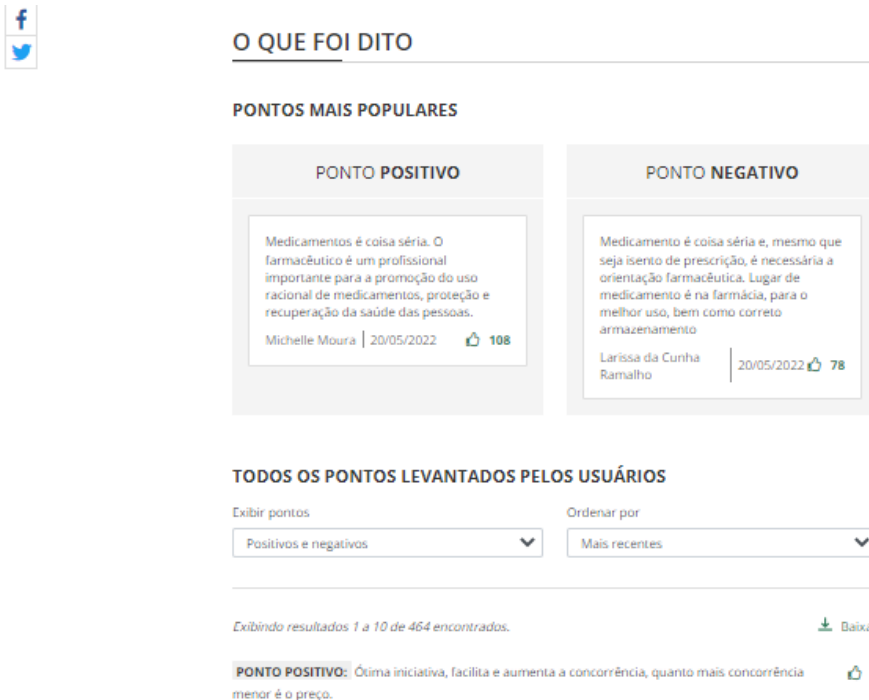 O QUE FOI DITO
PONTOS MAIS POPULARES
PONTO POSITIVO
Medicamentos é coisa séria. O
farmacêutico é um profissional
importante para a promoção do uso
racional de medicamentos, proteção e
recuperação da saúde das pessoas.
Michelle Moura | 20/05/2022 108
PONTO NEGATIVO
Medicamento é coisa séria e, mesmo que
seja isento de prescrição, é necessária a
orientação farmacêutica. Lugar de
medicamento é na farmácia, para o
melhor uso, bem como correto
armazenamento
Larissa da Cunha
Ramalho | 20/05/2022 78
TODOS OS PONTOS LEVANTADOS PELOS USUÁRIOS
Exibir pontos
Positivos e negativos
Ordenar por
Mais recentes
Exibindo resultados 1 a 10 de 464 encontrados.
Baixa
PONTO POSITIVO: Ótima iniciativa, facilita e aumenta a concorrência, quanto mais concorrência
menor é o preço.